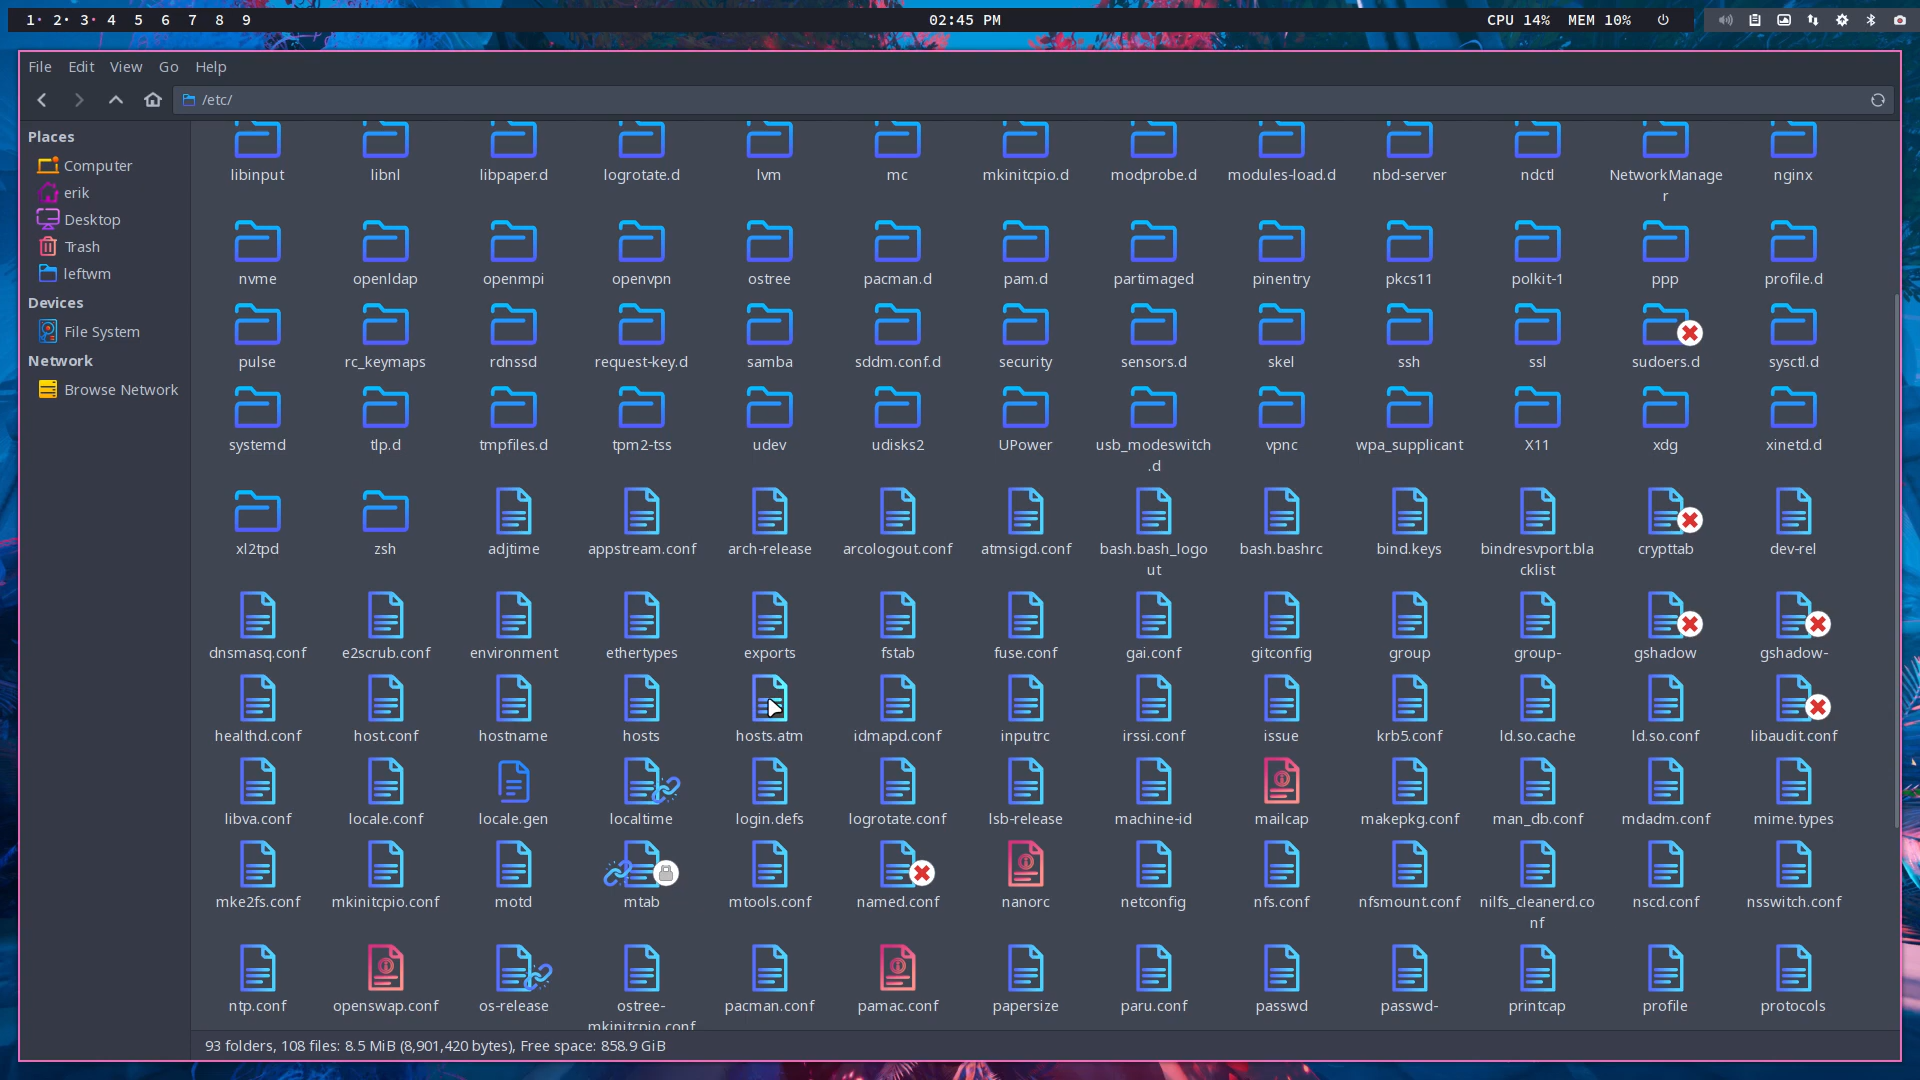 1 2 3 4 5 6 7 8 9
02:45 PM
CPU 14% MEM 10%
File Edit View Go Help
/etc/
Places
Computer
erik
Desktop
Trash
leftwm
Devices
File System
Network
Browse Network
libinput libnl libpaper.d logrotate.d lvm mc mkinitcpio.d modprobe.d modules-load.d nbd-server ndctl NetworkManage nginx
r
nvme openldap openmpi openvpn ostree pacman.d pam.d partimaged pinentry pkcs11 polkit-1 ppp profile.d
pulse rc_keymaps rdnssd request-key.d samba sddm.conf.d security sensors.d skel ssh ssl sudoers.d sysctl.d
systemd tlp.d tmpfiles.d tpm2-tss udev udisks2 UPower usb_modeswitch vpnc wpa_supplicant X11 xdg xinetd.d
.d
xl2tpd zsh adjtime appstream.conf arch-release arcologout.conf atmsigd.conf bash.bash_logo bash.bashrc bind.keys bindresvport.bla crypttab dev-rel
ut cklist
dnsmasq.conf e2scrub.conf environment ethertypes exports fstab fuse.conf gai.conf gitconfig group group- gshadow gshadow-
healthd.conf host.conf hostname hosts hosts.atm idmapd.conf inputrc irssi.conf issue krb5.conf ld.so.cache ld.so.conf libaudit.conf
libva.conf locale.conf locale.gen localtime login.defs logrotate.conf lsb-release machine-id mailcap makepkg.conf man_db.conf mdadm.conf mime.types
mke2fs.conf mkinitcpio.conf motd mtab mtools.conf named.conf nanorc netconfig nfs.conf nfsmount.conf nilfs_cleanerd.co nscd.conf nsswitch.conf
nf
ntp.conf openswap.conf os-release ostree- pacman.conf pamac.conf papersize paru.conf passwd passwd- printcap profile protocols
mkinitcpio.conf
93 folders, 108 files: 8.5 MiB (8,901,420 bytes), Free space: 858.9 GiB